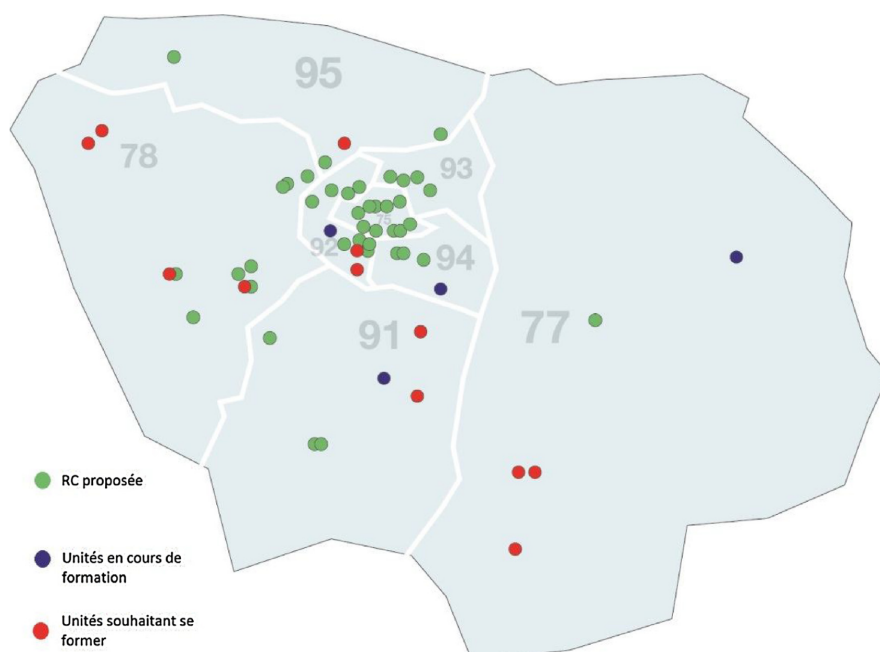 95
78
93
75
92
94
91
77
RC proposée
Unités en cours de
formation
Unités souhaitant se
former